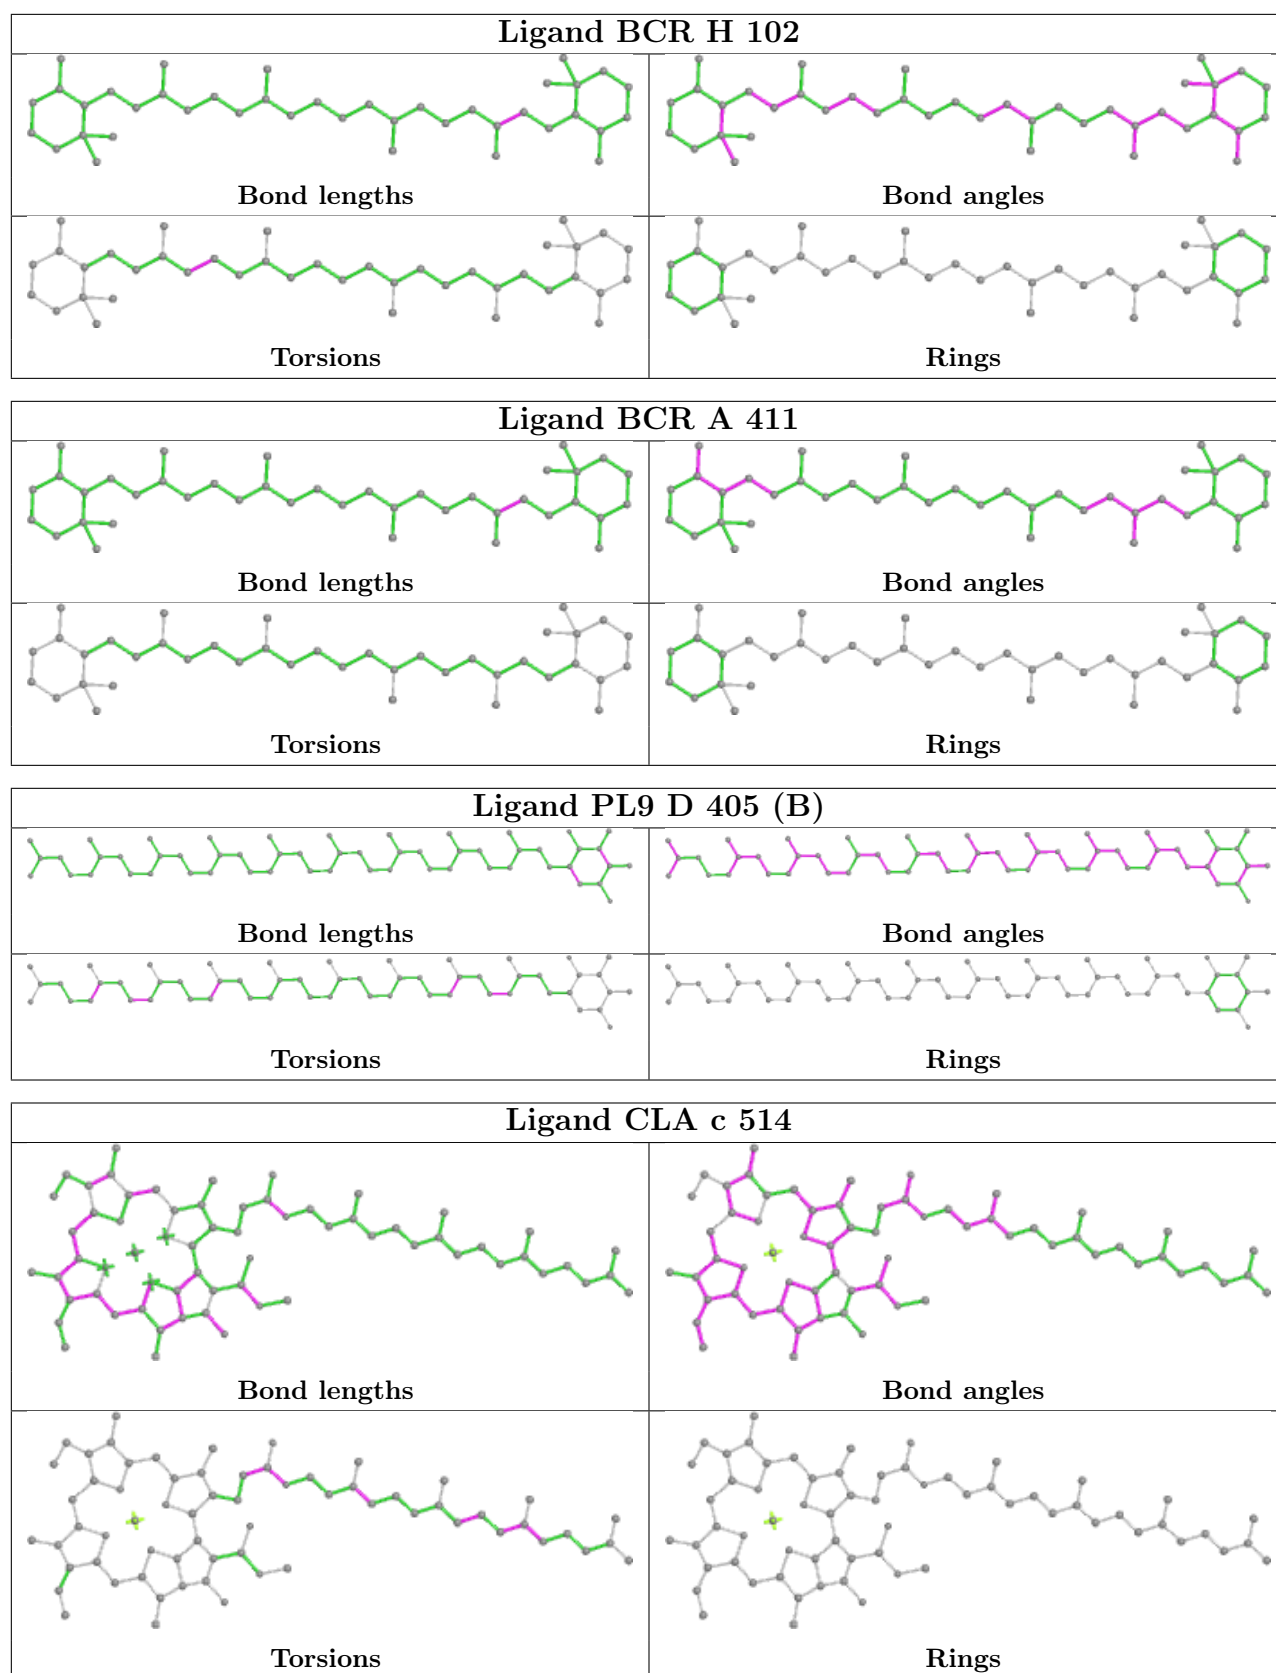 Ligand BCR H 102
Bond lengths
Bond angles
Torsions
Rings
Ligand BCR A 411
Bond lengths
Bond angles
Torsions
Rings
Ligand PL9 D 405 (B)
Bond lengths
Bond angles
Torsions
Rings
Ligand CLA c 514
Bond lengths
Bond angles
Torsions
Rings